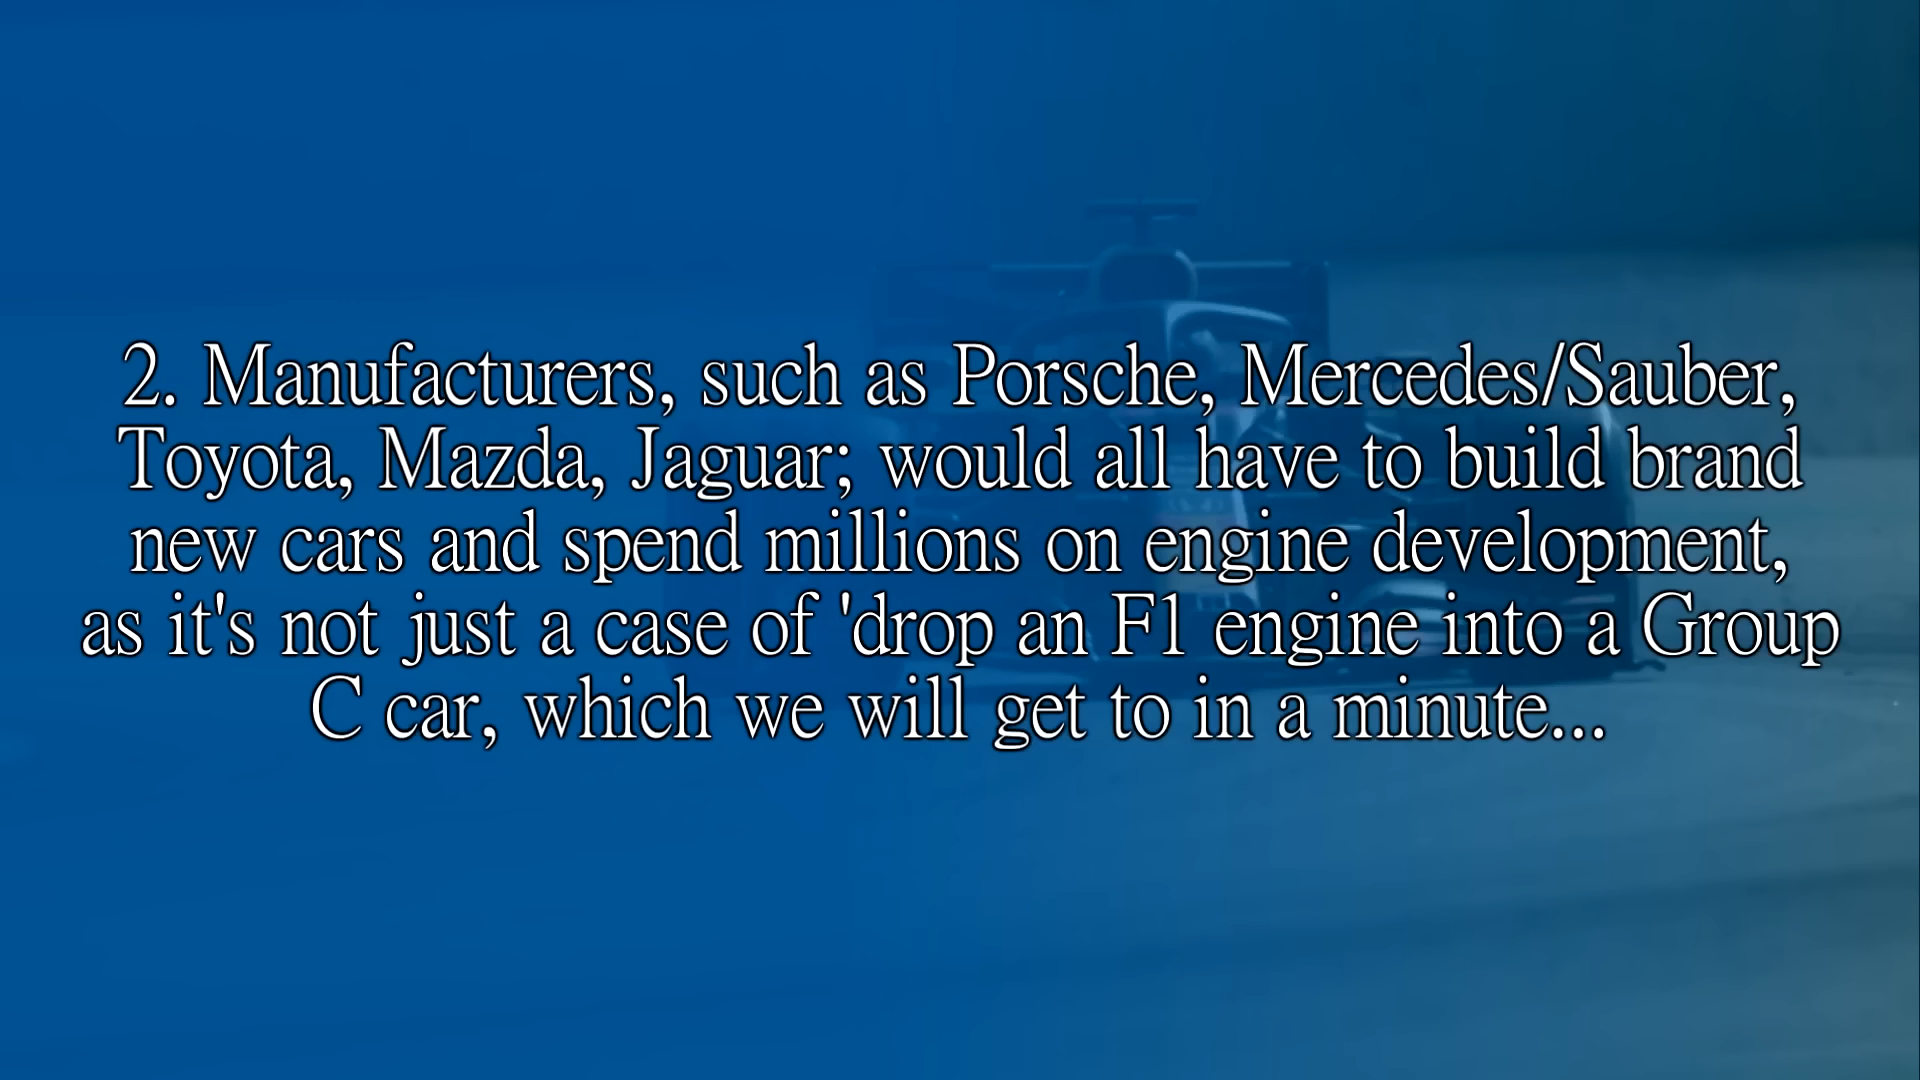 2. Manufacturers, such as Porsche, Mercedes/Sauber,
Toyota, Mazda, Jaguar; would all have to build brand
new cars and spend millions on engine development,
as it's not just a case of 'drop an F1 engine into a Group
C car, which we will get to in a minute...